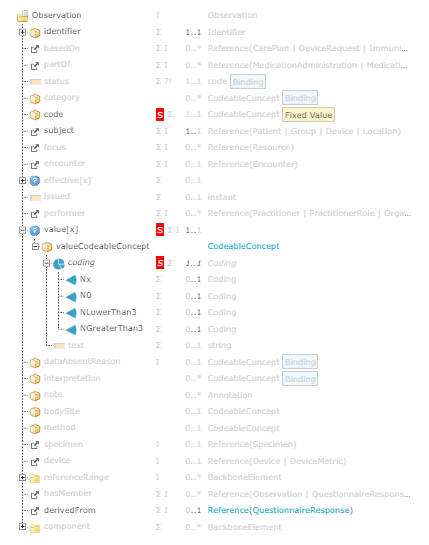 Observation I Observation
identifier Σ 1..1 Identifier
basedOn Σ I 0..* Reference(CarePlan | DeviceRequest | Immuni...
partOf Σ I 0..* Reference(MedicationAdministration | Medicati...
status Σ ?! 1..1 code Binding
category 0..* CodeableConcept Binding
code S Σ 1..1 CodeableConcept Fixed Value
subject Σ I 1..1 Reference(Patient | Group | Device | Location)
focus Σ I 0..* Reference(Resource)
encounter Σ I 0..1 Reference(Encounter)
effective[x] Σ 0..1
issued Σ 0..1 instant
performer Σ I 0..* Reference(Practitioner | PractitionerRole | Orga...
value[x] S Σ I 1..1
valueCodeableConcept CodeableConcept
coding S Σ 1..1 Coding
Nx Σ 0..1 Coding
N0 Σ 0..1 Coding
NLowerThan3 Σ 0..1 Coding
NGreaterThan3 Σ 0..1 Coding
text Σ 0..1 string
dataAbsentReason I 0..1 CodeableConcept Binding
interpretation 0..* CodeableConcept Binding
note 0..* Annotation
bodySite 0..1 CodeableConcept
method 0..1 CodeableConcept
specimen I 0..1 Reference(Specimen)
device I 0..1 Reference(Device | DeviceMetric)
referenceRange I 0..* BackboneElement
hasMember Σ I 0..* Reference(Observation | QuestionnaireRespons...
derivedFrom Σ I 0..1 Reference(QuestionnaireResponse)
component Σ 0..* BackboneElement